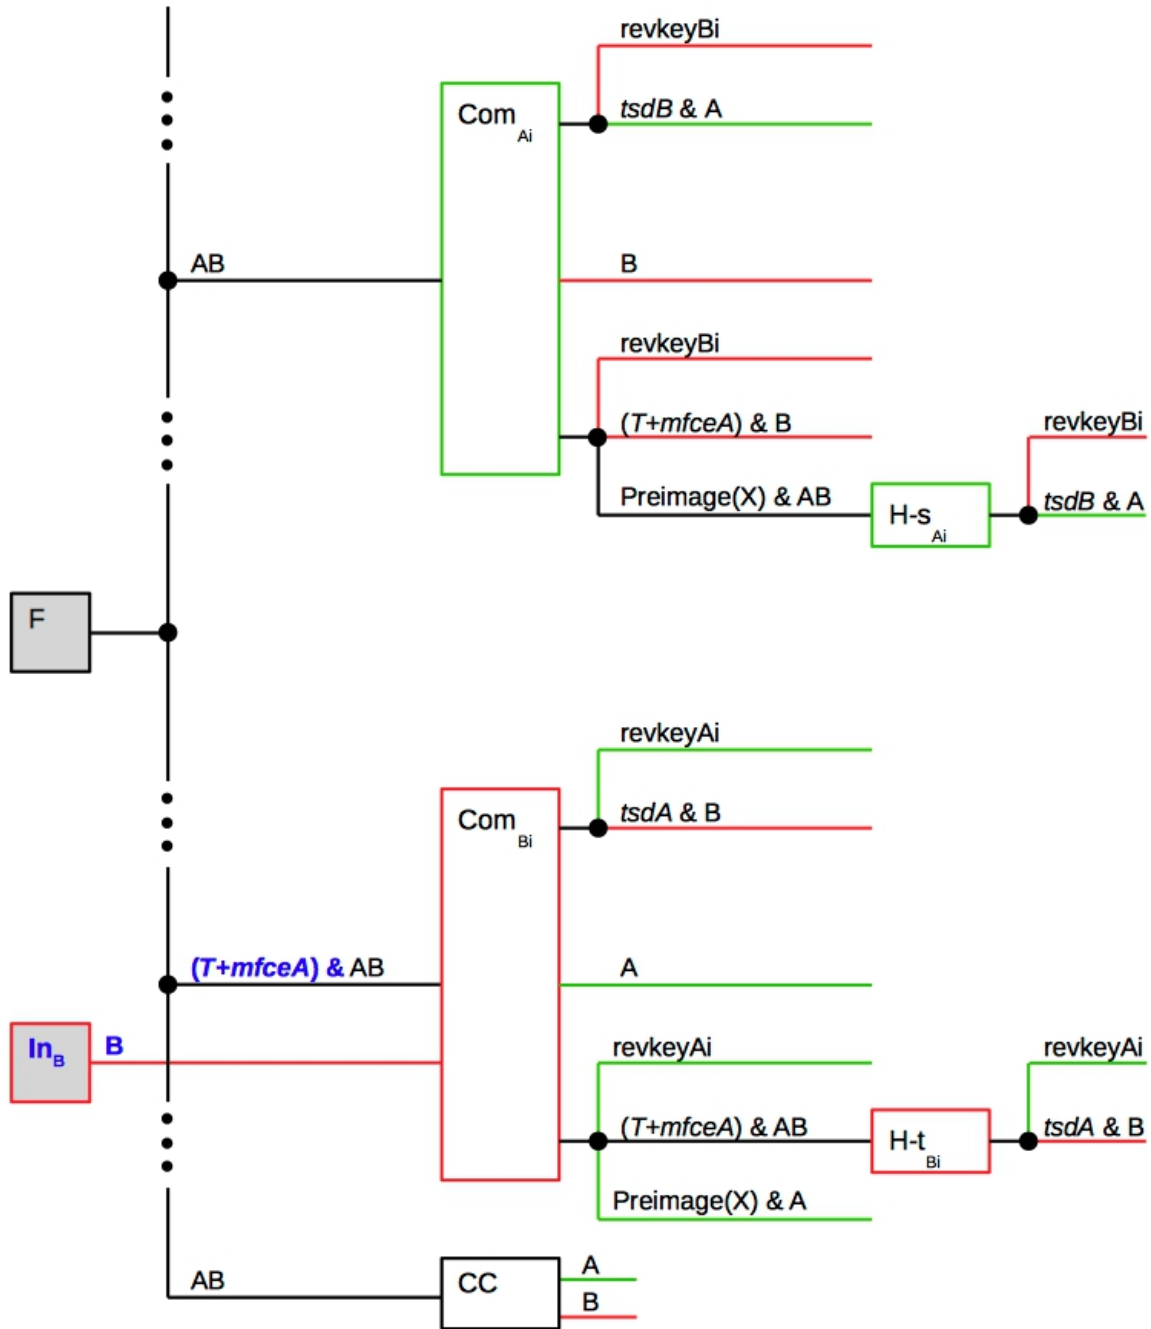 revkeyBi
Com Ai
tsdB & A
AB
B
revkeyBi
(T+mfceA) & B
revkeyBi
Preimage(X) & AB
H-s Ai
tsdB & A
F
revkeyAi
Com Bi
tsdA & B
(T+mfceA) & AB
A
In B
B
revkeyAi
revkeyAi
(T+mfceA) & AB
H-t Bi
tsdA & B
Preimage(X) & A
AB
CC
A
B